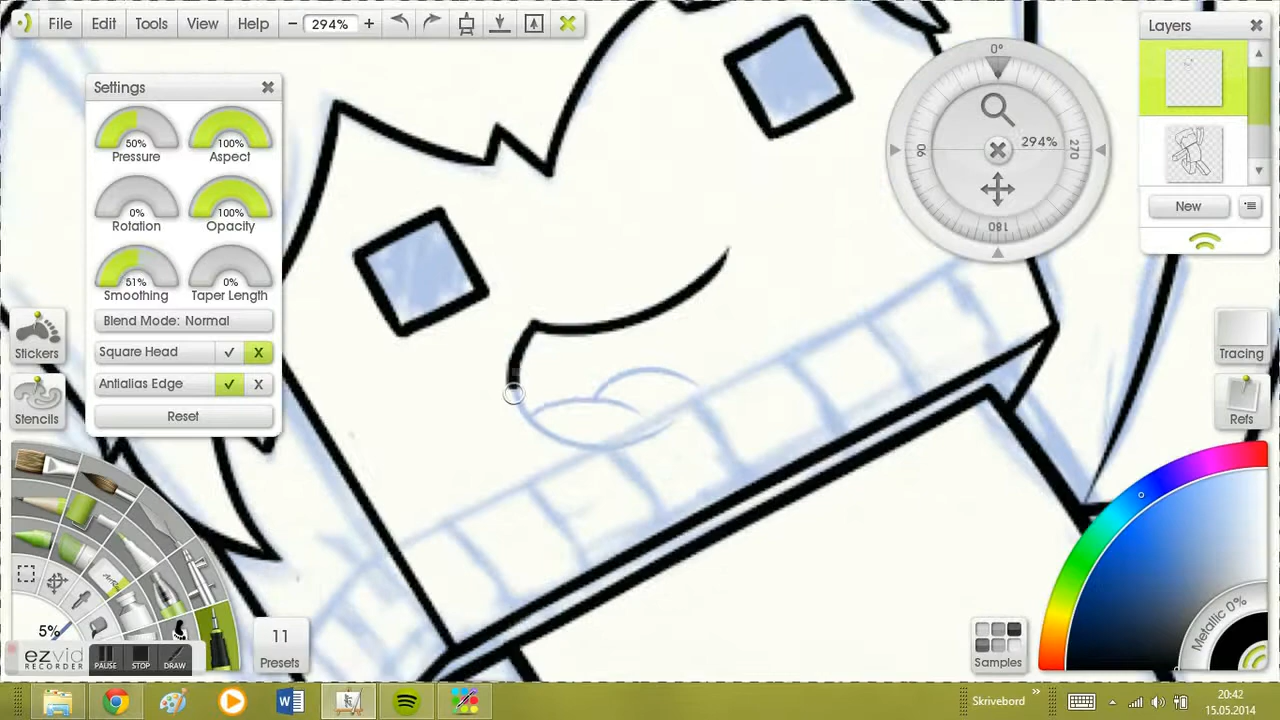 File Edit Tools View Help − 294% +
Layers
Settings
50% 100%
Pressure Aspect
0% 100%
Rotation Opacity
51% 0%
Smoothing Taper Length
Blend Mode: Normal
Square Head
Antialias Edge
Reset
0°
294%
90
270
180
New
Stickers
Stencils
Tracing
Refs
5%
ezvid
RECORDER
PAUSE STOP DRAW
11
Presets
Metallic 0%
Samples
Skrivebord
20:42
15.05.2014